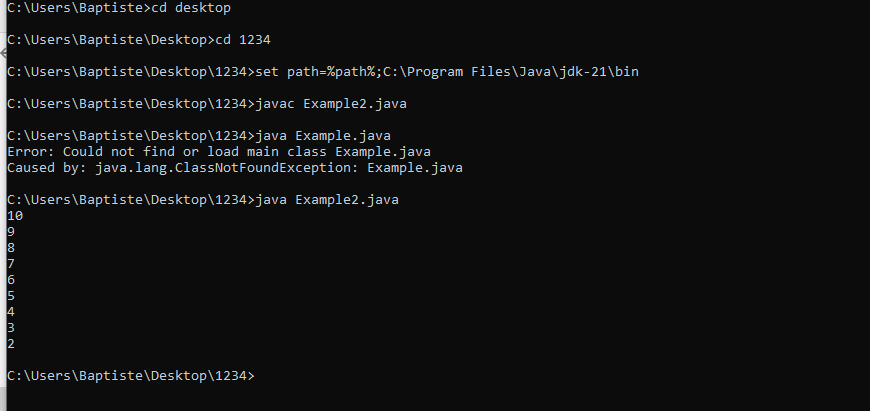 C:\Users\Baptiste>cd desktop
C:\Users\Baptiste\Desktop>cd 1234
C:\Users\Baptiste\Desktop\1234>set path=%path%;C:\Program Files\Java\jdk-21\bin
C:\Users\Baptiste\Desktop\1234>javac Example2.java
C:\Users\Baptiste\Desktop\1234>java Example.java
Error: Could not find or load main class Example.java
Caused by: java.lang.ClassNotFoundException: Example.java
C:\Users\Baptiste\Desktop\1234>java Example2.java
10
9
8
7
6
5
4
3
2
C:\Users\Baptiste\Desktop\1234>